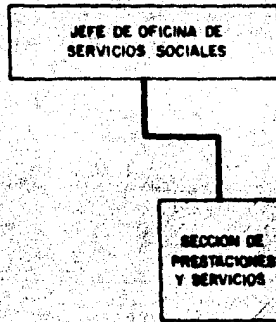 JEFE DE OFICINA DE
SERVICIOS SOCIALES
SECCION DE
PRESTACIONES
Y SERVICIOS